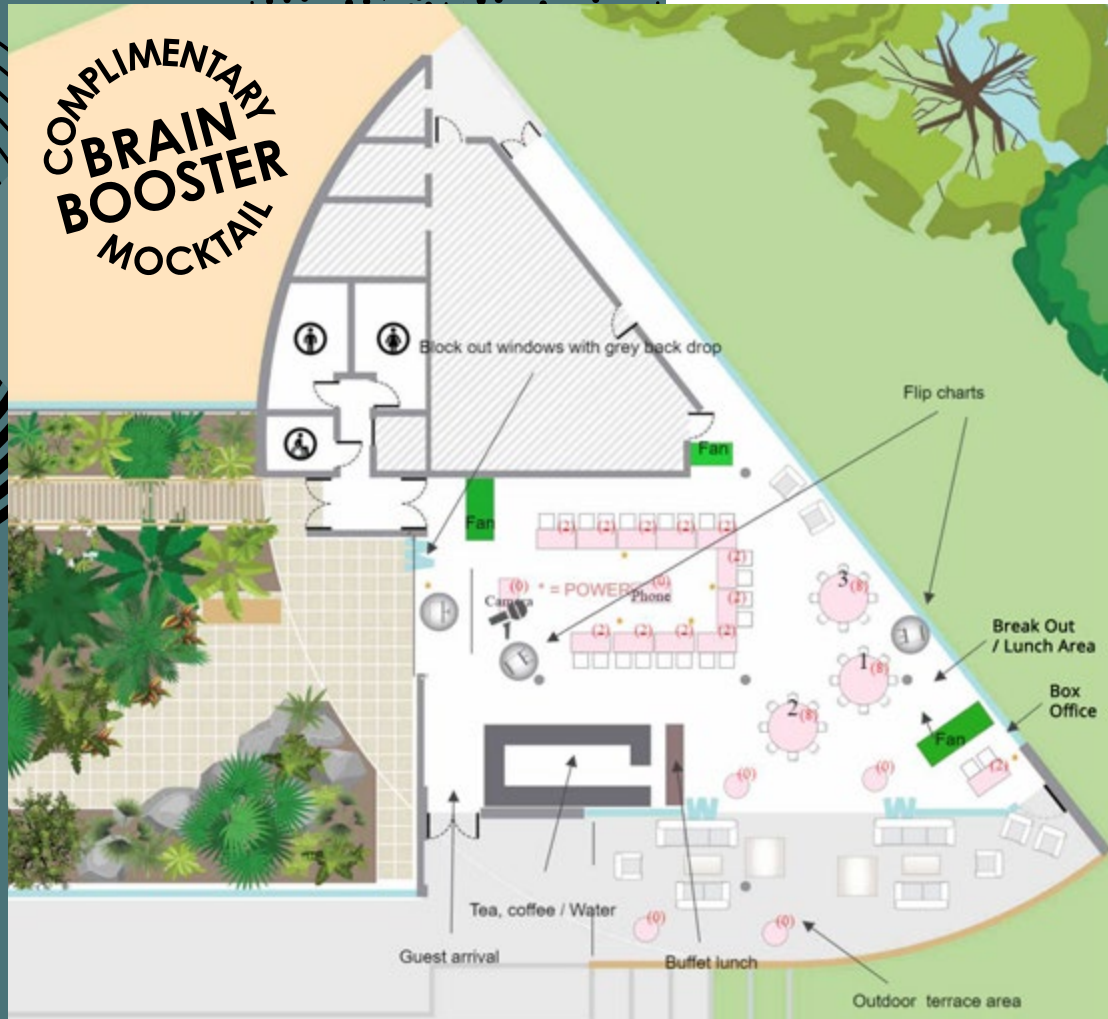 COMPLIMENTARY
BRAIN
BOOSTER
MOCKTAIL
Block out windows with grey back drop
Flip charts
Fan
Fan
(2) (2) (2) (2) (2)
W
(2)
(0) * = POWER (0)
Camera
Phone
(2)
3 (8)
(2) (2) (2) (2)
Break Out
/ Lunch Area
1 (8)
Box
Office
2 (8)
Fan
(2)
(0)
(0)
W
W
Tea, coffee / Water
(0)
(0)
Guest arrival
Buffet lunch
Outdoor terrace area